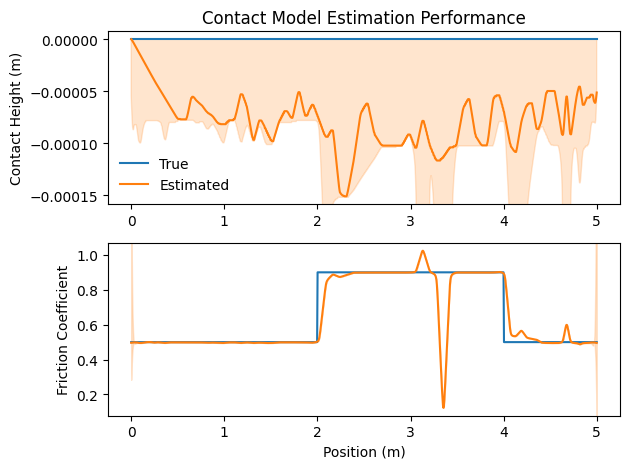 Contact Model Estimation Performance
Contact Height (m)
0.00000
−0.00005
−0.00010
−0.00015
True
Estimated
0 1 2 3 4 5
Friction Coefficient
1.0
0.8
0.6
0.4
0.2
0 1 2 3 4 5
Position (m)